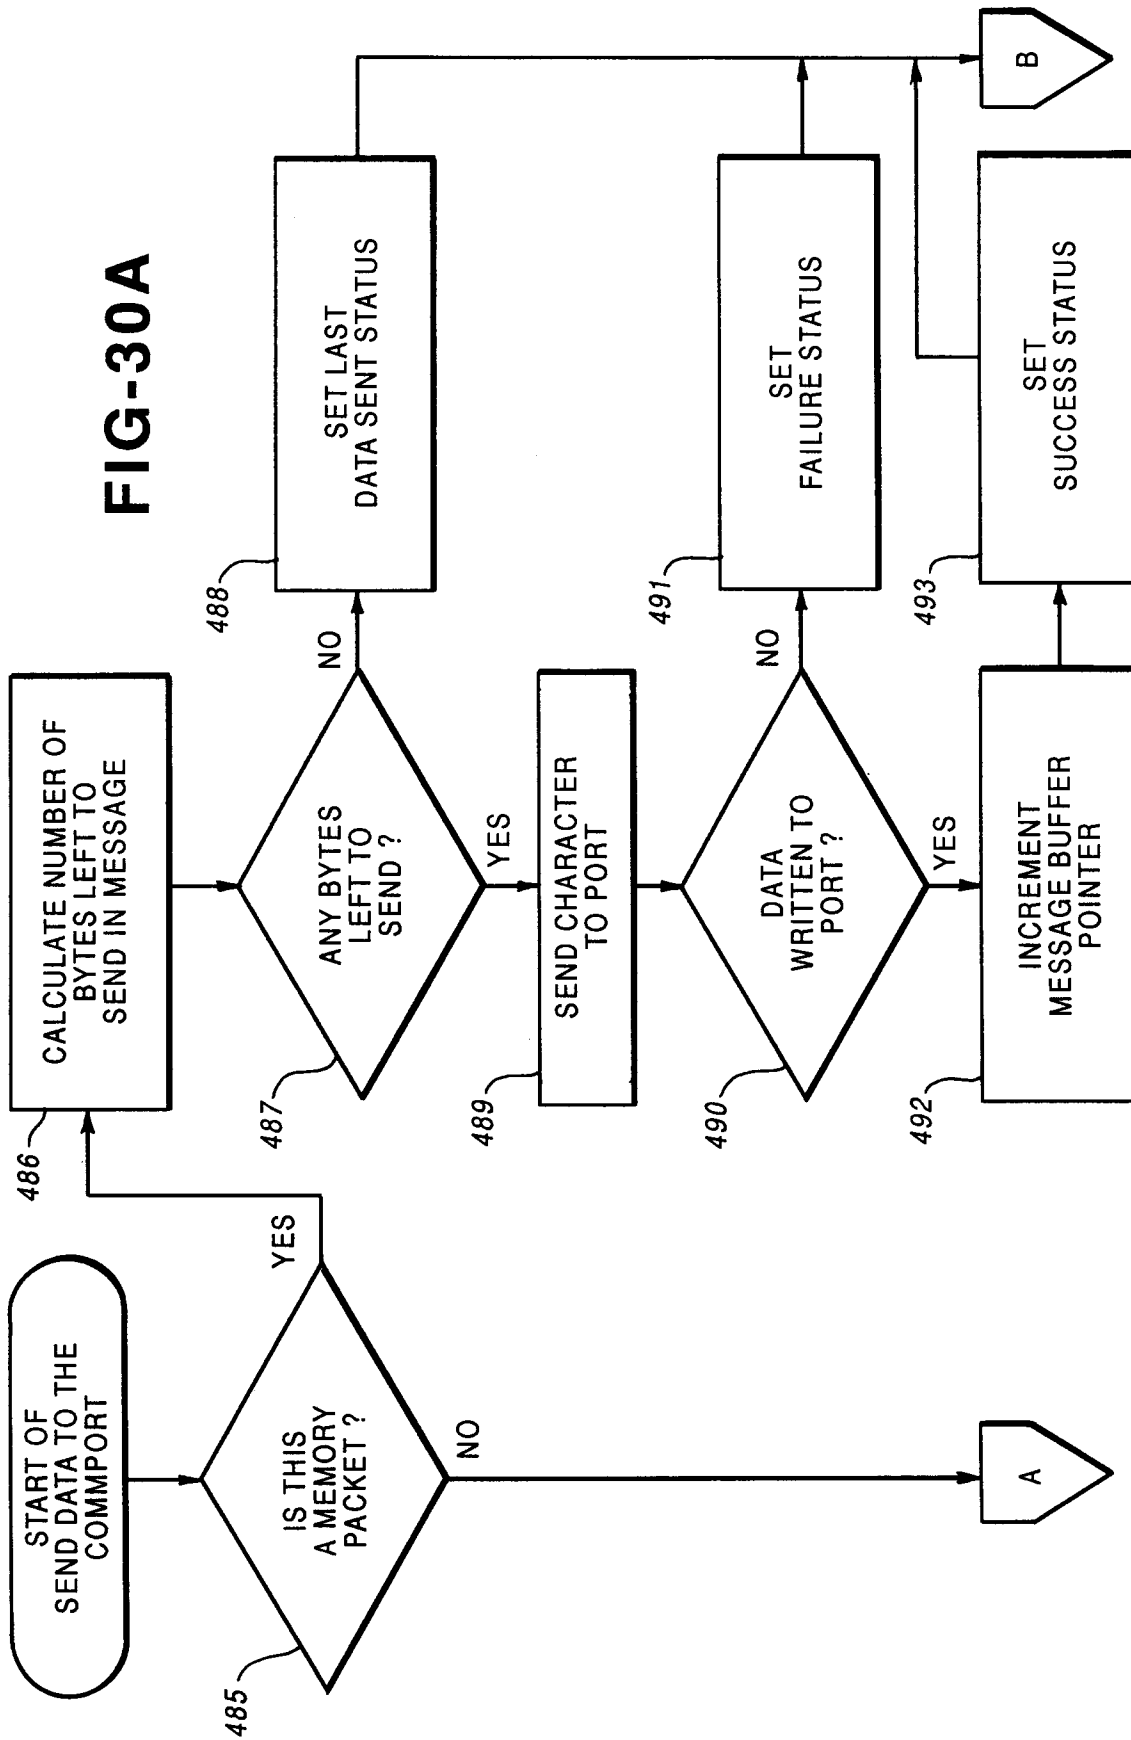 FIG-30A
START OF
SEND DATA TO THE
COMMPORT
485
IS THIS
A MEMORY
PACKET ?
YES
NO
A
486
CALCULATE NUMBER OF
BYTES LEFT TO
SEND IN MESSAGE
487
ANY BYTES
LEFT TO
SEND ?
NO
YES
488
SET LAST
DATA SENT STATUS
489
SEND CHARACTER
TO PORT
490
DATA
WRITTEN TO
PORT ?
NO
YES
491
SET
FAILURE STATUS
492
INCREMENT
MESSAGE BUFFER
POINTER
493
SET
SUCCESS STATUS
B